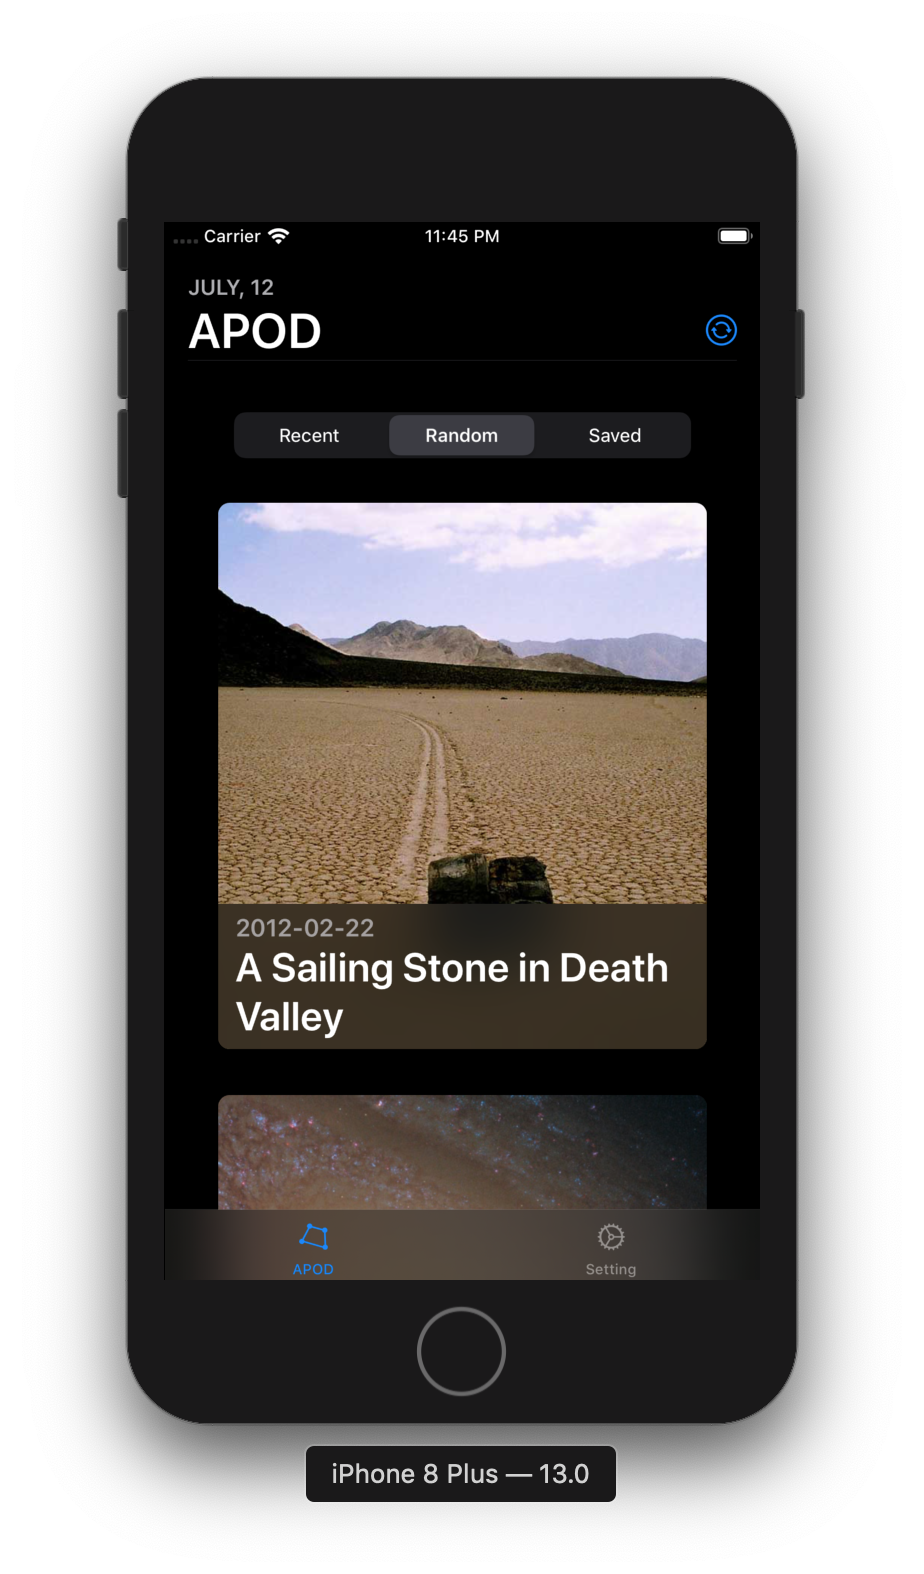 Carrier 11:45 PM
JULY, 12
APOD
Recent Random Saved
2012-02-22
A Sailing Stone in Death
Valley
APOD Setting
iPhone 8 Plus — 13.0